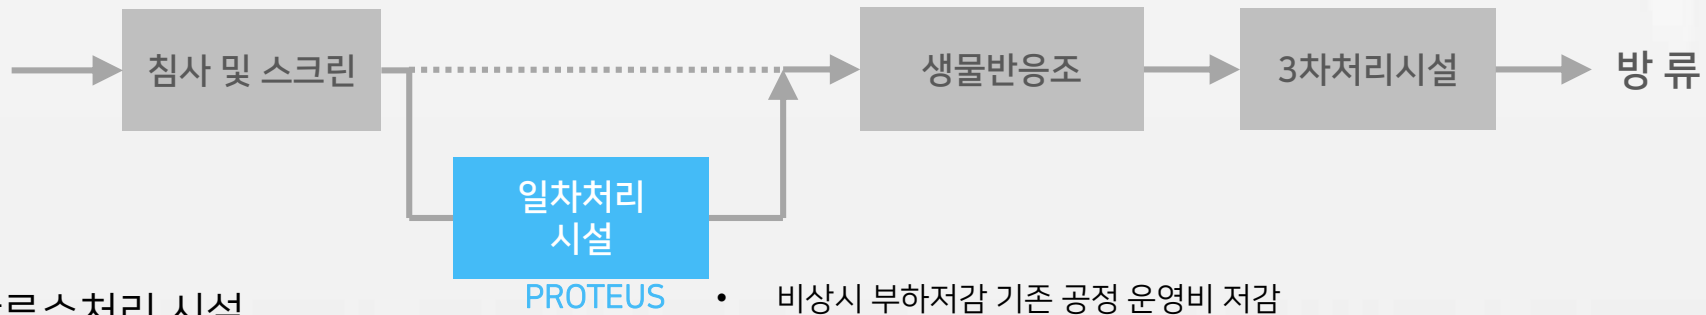 침사 및 스크린
생물반응조
3차처리시설
방 류
일차처리
시설
PROTEUS
• 비상시 부하저감 기존 공정 운영비 저감
시설